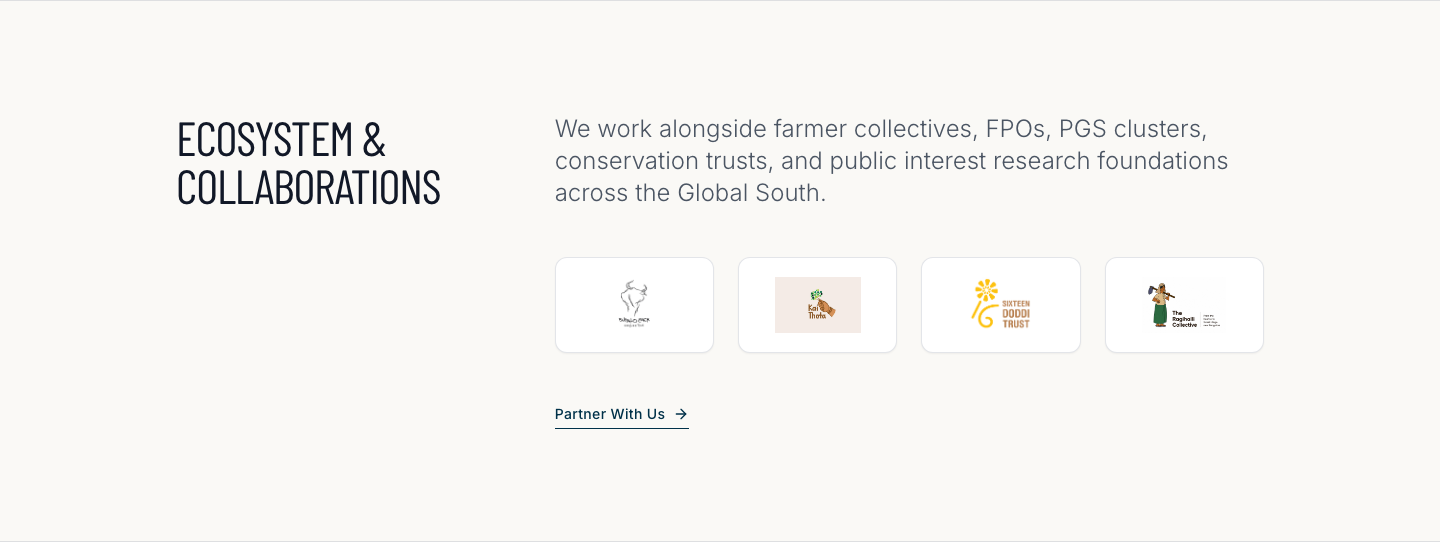 ECOSYSTEM &
COLLABORATIONS
We work alongside farmer collectives, FPOs, PGS clusters,
conservation trusts, and public interest research foundations
across the Global South.
Kai
Thota
SIXTEEN
DODDI
TRUST
The
Ragihalli
Collective
Partner With Us